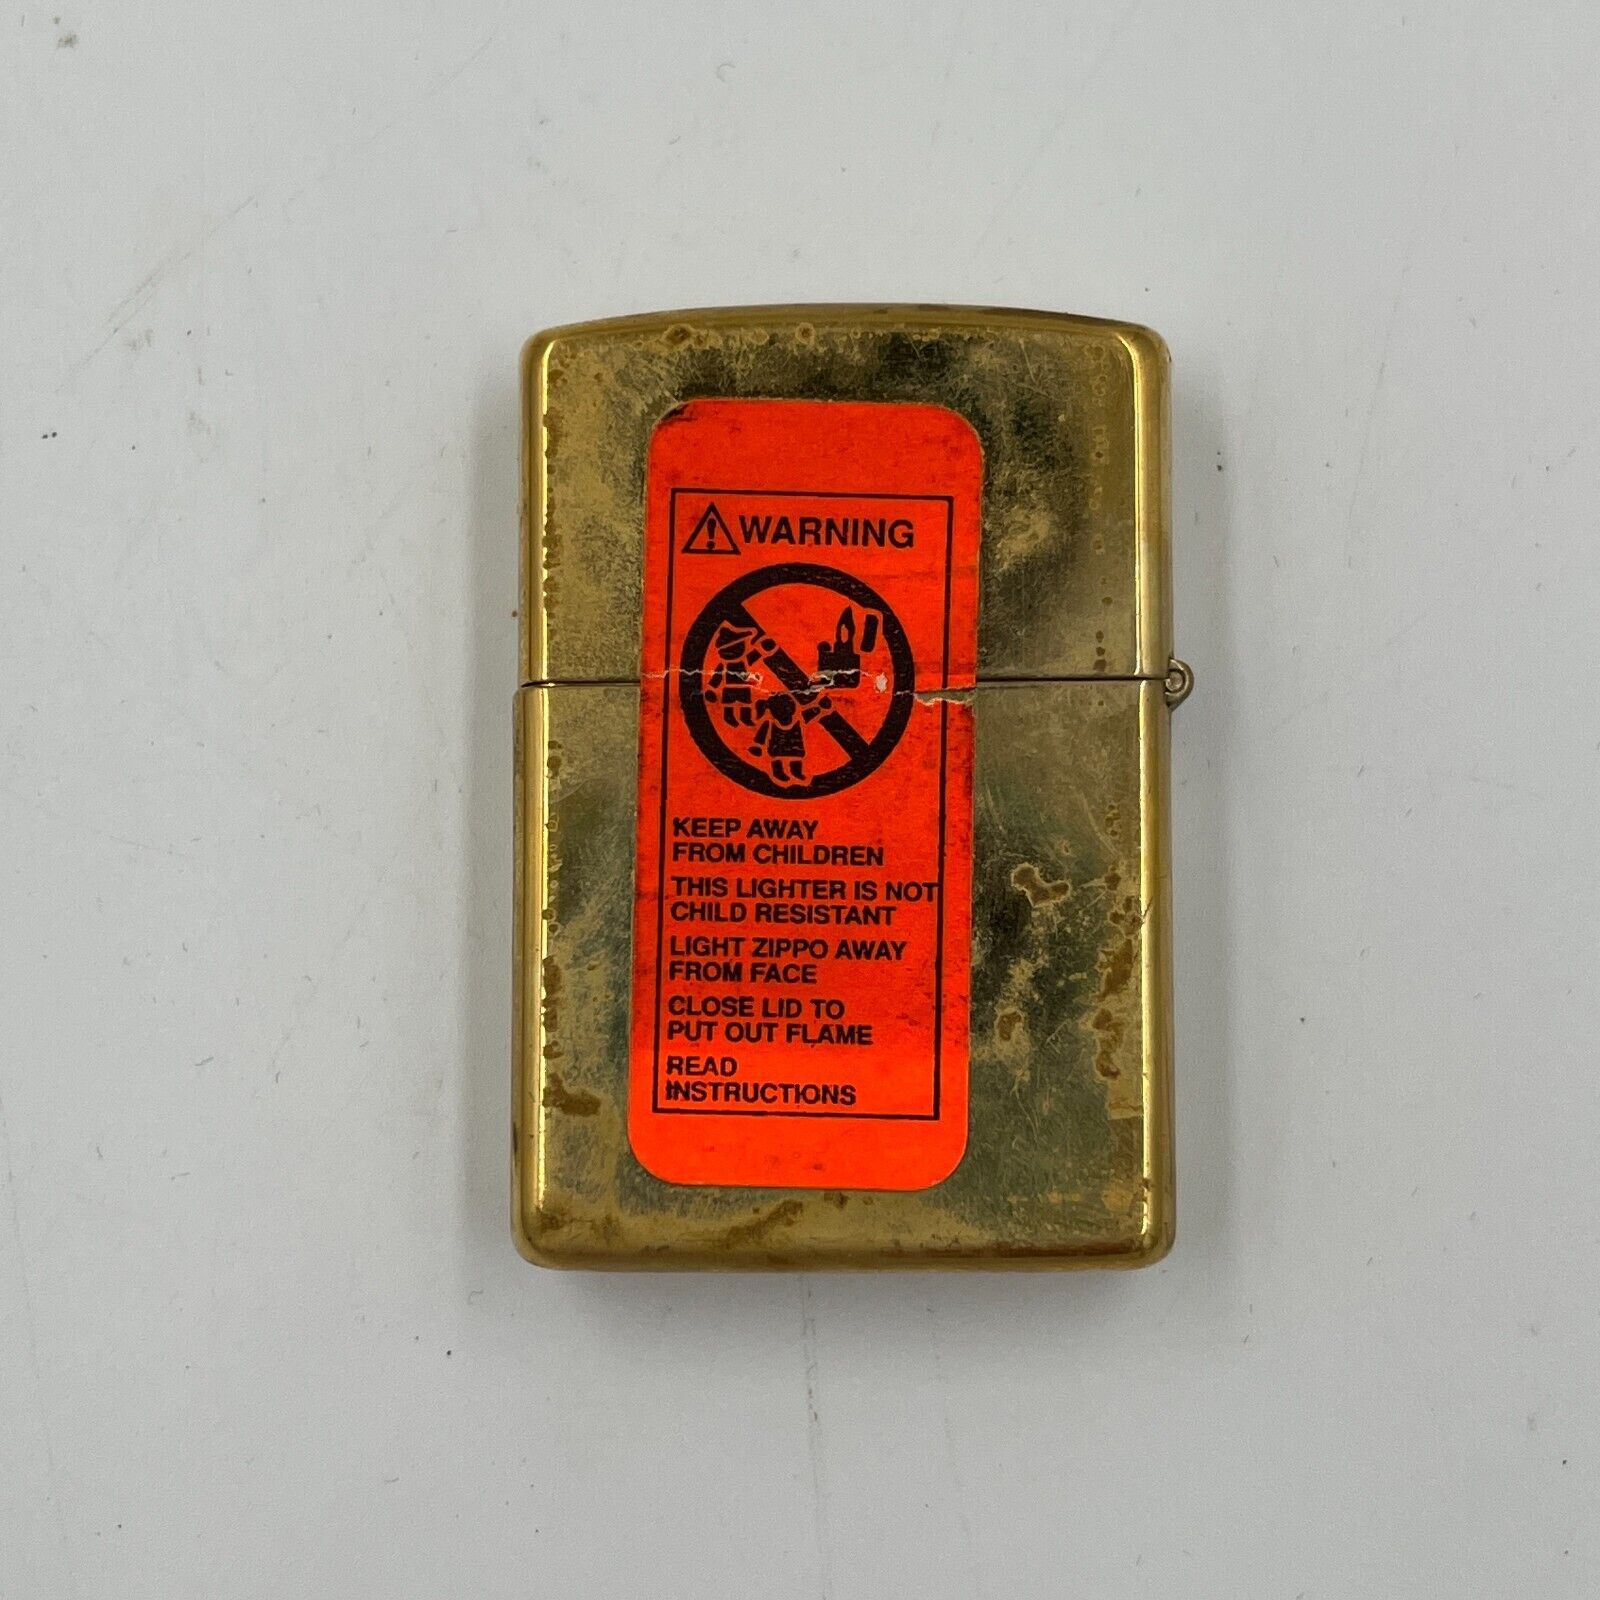 WARNING
KEEP AWAY
FROM CHILDREN
THIS LIGHTER IS NOT
CHILD RESISTANT
LIGHT ZIPPO AWAY
FROM FACE
CLOSE LID TO
PUT OUT FLAME
READ
INSTRUCTIONS